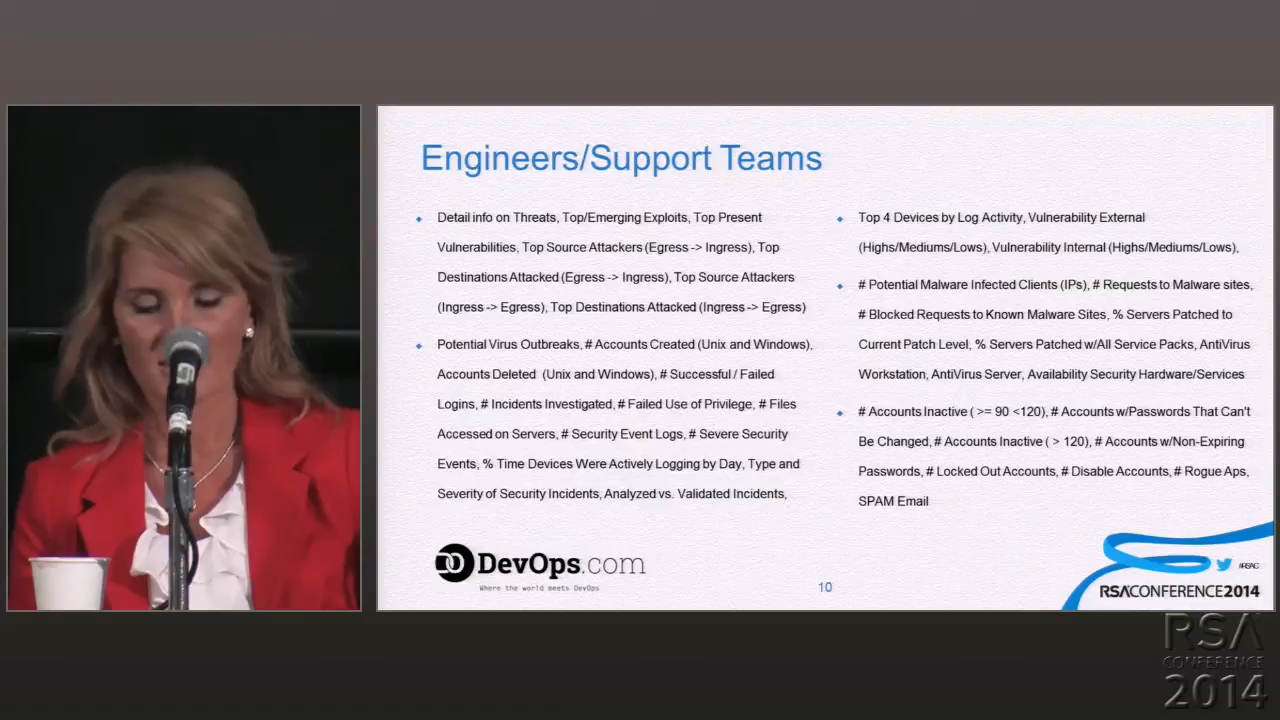 Engineers/Support Teams
Detail info on Threats, Top/Emerging Exploits, Top Present
Vulnerabilities, Top Source Attackers (Egress -> Ingress), Top
Destinations Attacked (Egress -> Ingress), Top Source Attackers
(Ingress -> Egress), Top Destinations Attacked (Ingress -> Egress)
Potential Virus Outbreaks, # Accounts Created (Unix and Windows),
Accounts Deleted (Unix and Windows), # Successful / Failed
Logins, # Incidents Investigated, # Failed Use of Privilege, # Files
Accessed on Servers, # Security Event Logs, # Severe Security
Events, % Time Devices Were Actively Logging by Day, Type and
Severity of Security Incidents, Analyzed vs. Validated Incidents,
Top 4 Devices by Log Activity, Vulnerability External
(Highs/Mediums/Lows), Vulnerability Internal (Highs/Mediums/Lows),
# Potential Malware Infected Clients (IPs), # Requests to Malware sites,
# Blocked Requests to Known Malware Sites, % Servers Patched to
Current Patch Level, % Servers Patched w/All Service Packs, AntiVirus
Workstation, AntiVirus Server, Availability Security Hardware/Services
# Accounts Inactive ( >= 90 <120), # Accounts w/Passwords That Can't
Be Changed, # Accounts Inactive ( > 120), # Accounts w/Non-Expiring
Passwords, # Locked Out Accounts, # Disable Accounts, # Rogue Aps,
SPAM Email
DevOps.com
Where the world meets DevOps
10
#RSAC
RSACONFERENCE2014
RSA
CONFERENCE
2014